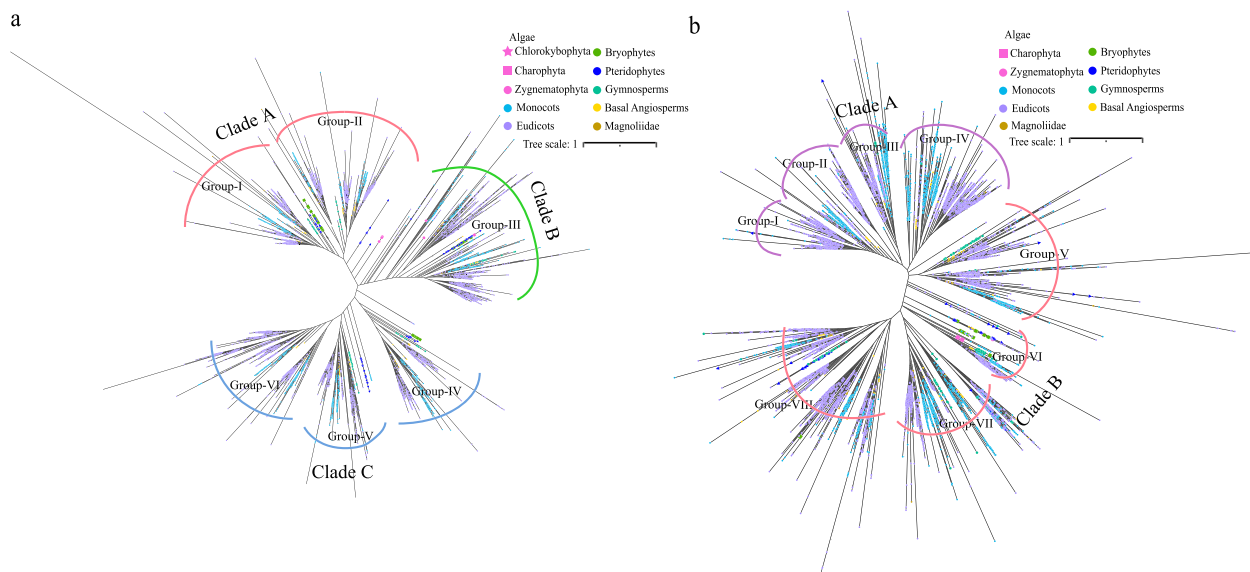 a
Algae
Chlorokybophyta
Bryophytes
Charophyta
Pteridophytes
Zygnematophyta
Gymnosperms
Monocots
Basal Angiosperms
Eudicots
Magnoliidae
Tree scale: 1
Clade A
Group-II
Group-I
Clade B
Group-III
Group-VI
Group-IV
Group-V
Clade C
b
Algae
Charophyta
Bryophytes
Zygnematophyta
Pteridophytes
Monocots
Gymnosperms
Eudicots
Basal Angiosperms
Magnoliidae
Tree scale: 1
Clade A
Group-IV
Group-III
Group-II
Group-I
Group-V
Group-VI
Clade B
Group-VIII
Group-VII